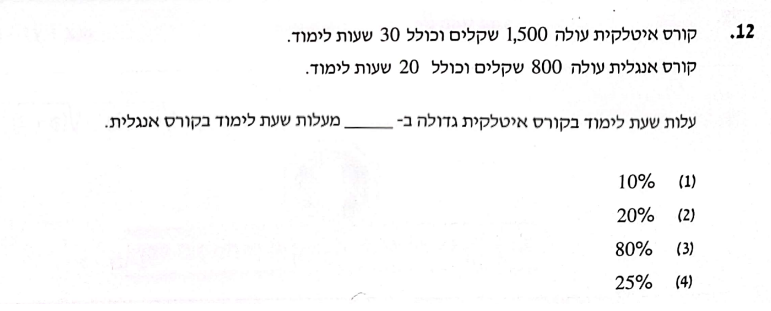 12. קורס איטלקית עולה 1,500 שקלים וכולל 30 שעות לימוד.
קורס אנגלית עולה 800 שקלים וכולל 20 שעות לימוד.
עלות שעת לימוד בקורס איטלקית גדולה ב- _____ מעלות שעת לימוד בקורס אנגלית.
(1) 10%
(2) 20%
(3) 80%
(4) 25%